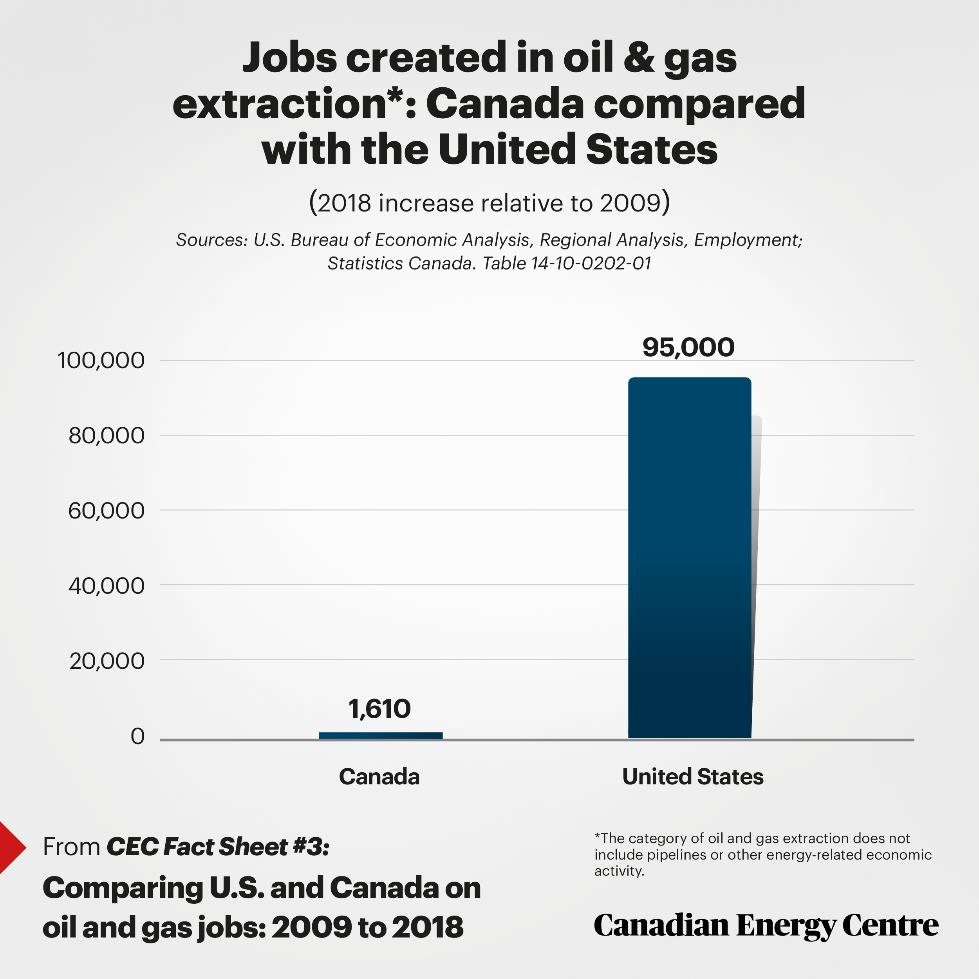 Jobs created in oil & gas
extraction*: Canada compared
with the United States
(2018 increase relative to 2009)
Sources: U.S. Bureau of Economic Analysis, Regional Analysis, Employment;
Statistics Canada. Table 14-10-0202-01
95,000
100,000
80,000
60,000
40,000
20,000
1,610
0
Canada
United States
From CEC Fact Sheet #3:
Comparing U.S. and Canada on
oil and gas jobs: 2009 to 2018
*The category of oil and gas extraction does not
include pipelines or other energy-related economic
activity.
Canadian Energy Centre